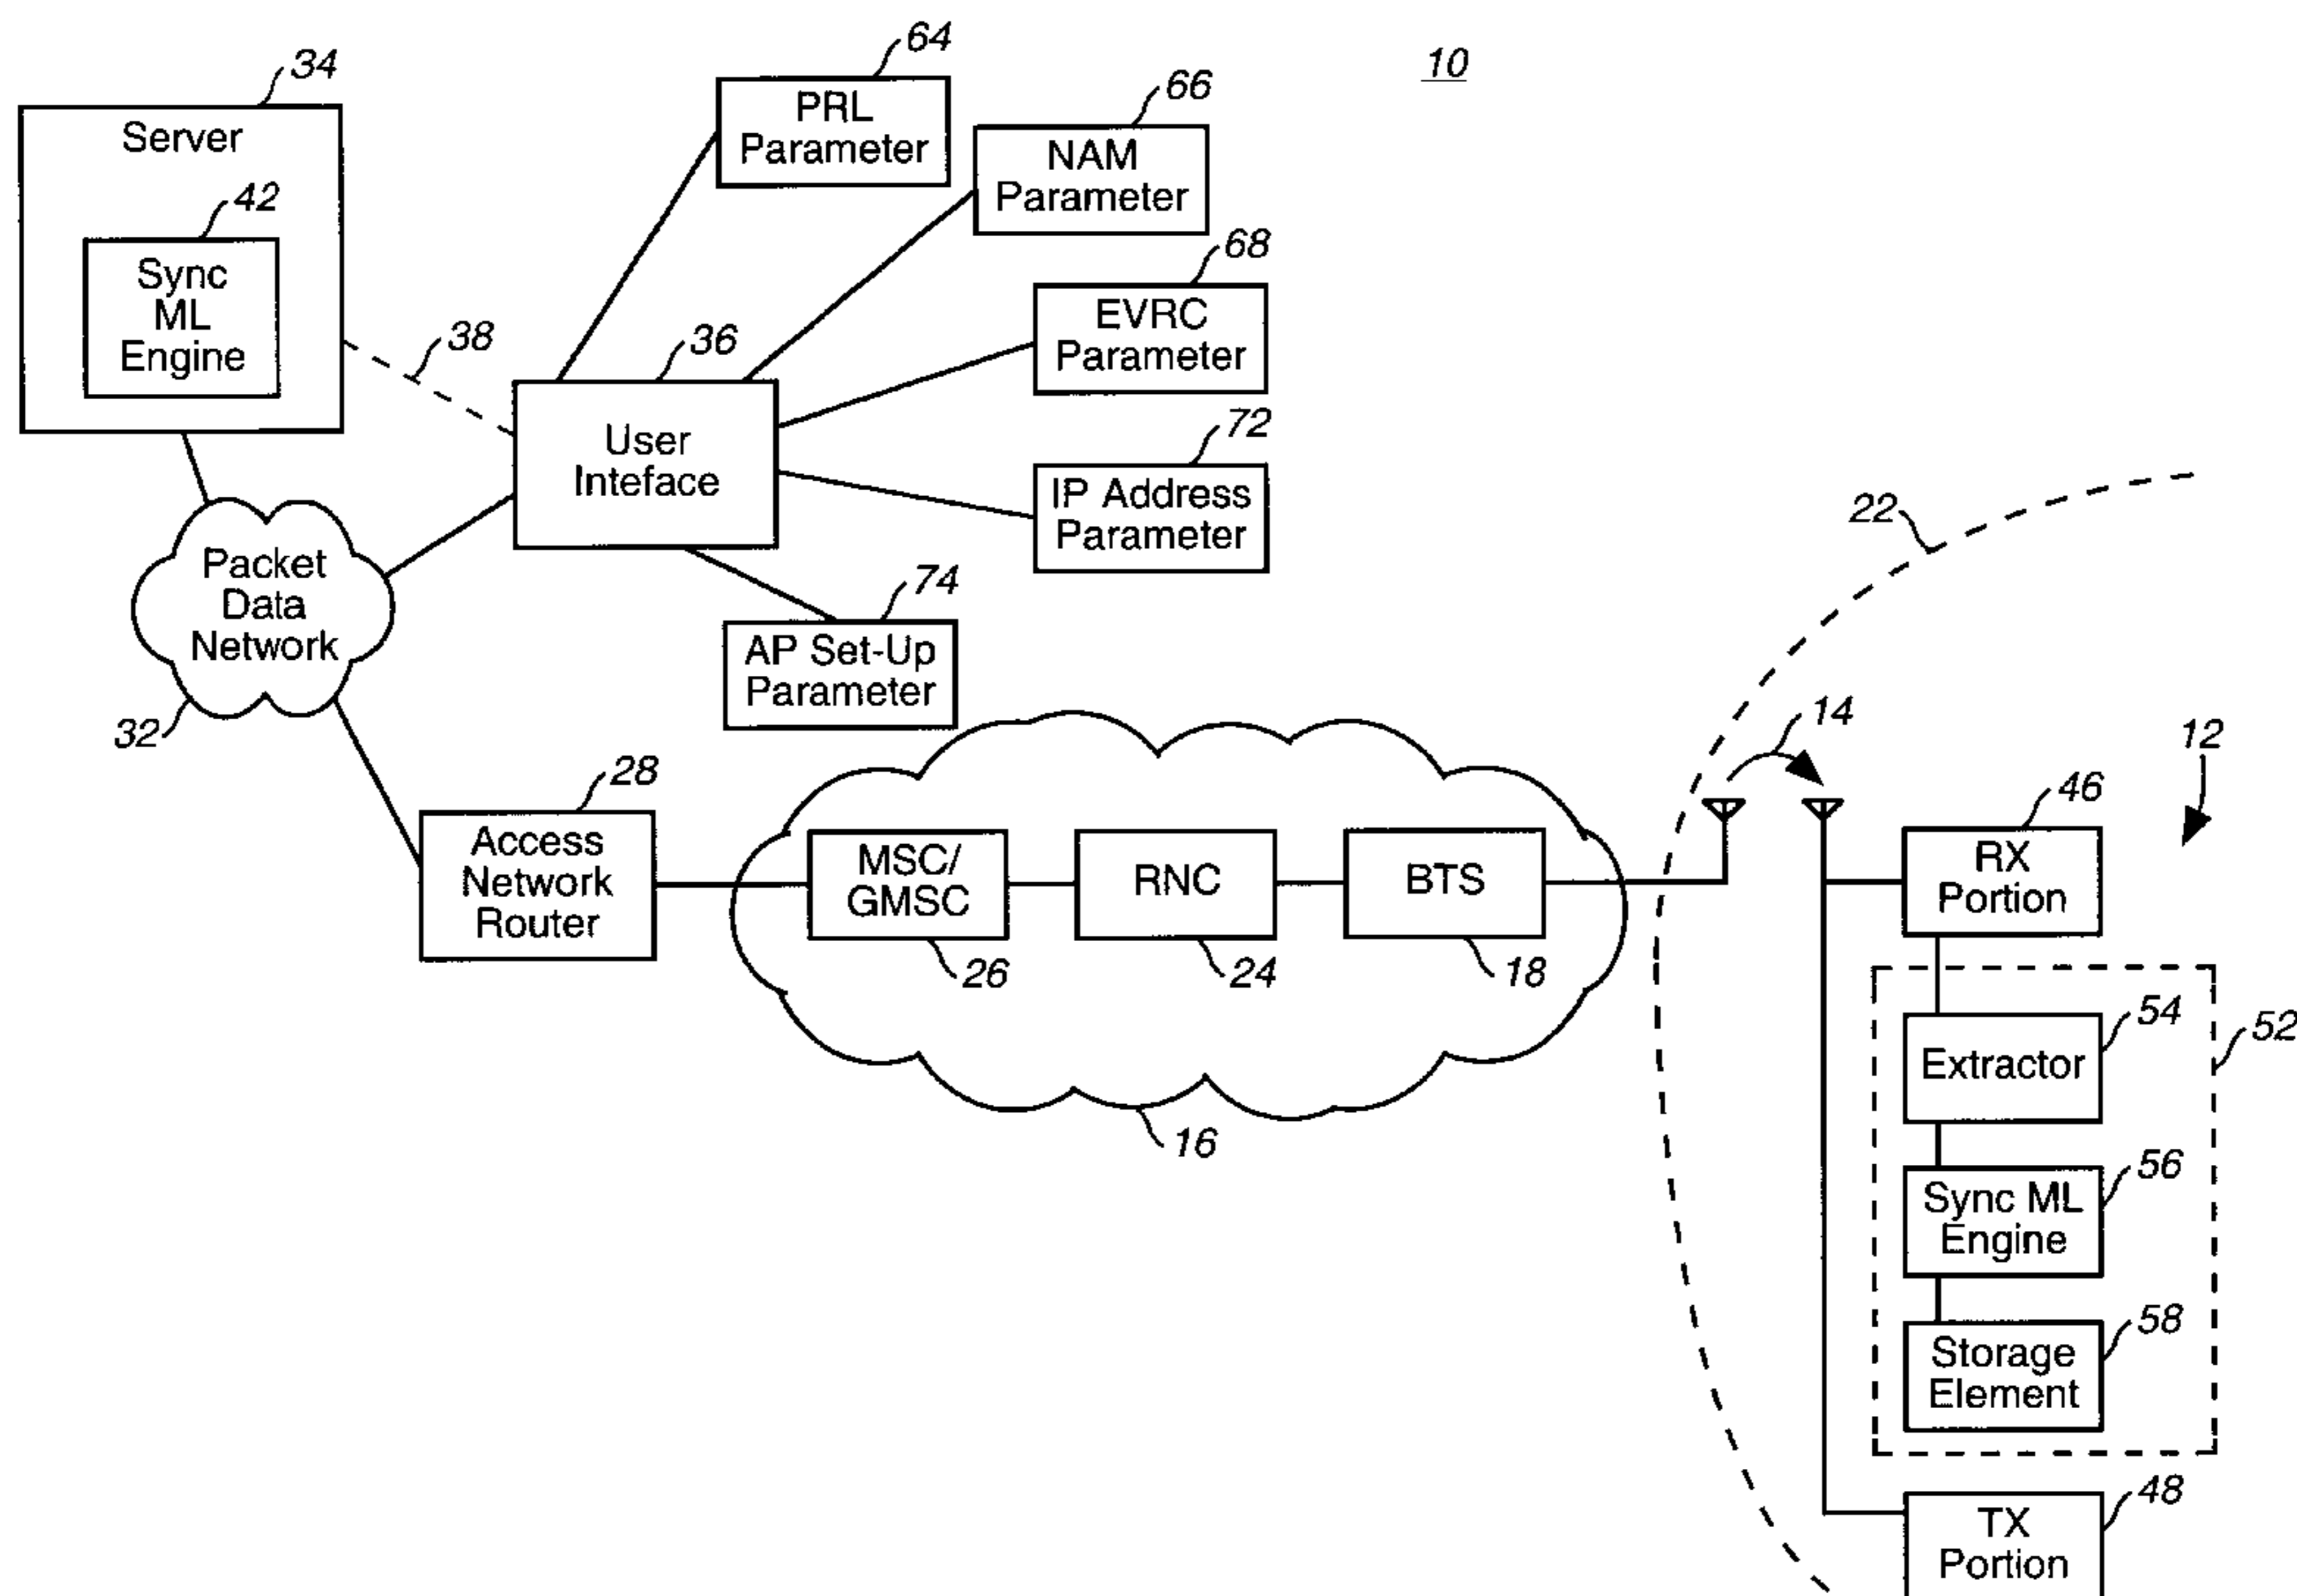 10
34
Server
42
Sync
ML
Engine
38
64
PRL
Parameter
66
NAM
Parameter
68
EVRC
Parameter
36
User
Inteface
72
IP Address
Parameter
74
AP Set-Up
Parameter
Packet
Data
Network
32
28
Access
Network
Router
MSC/
GMSC
26
RNC
24
BTS
18
16
22
14
12
46
RX
Portion
52
54
Extractor
56
Sync ML
Engine
58
Storage
Element
48
TX
Portion